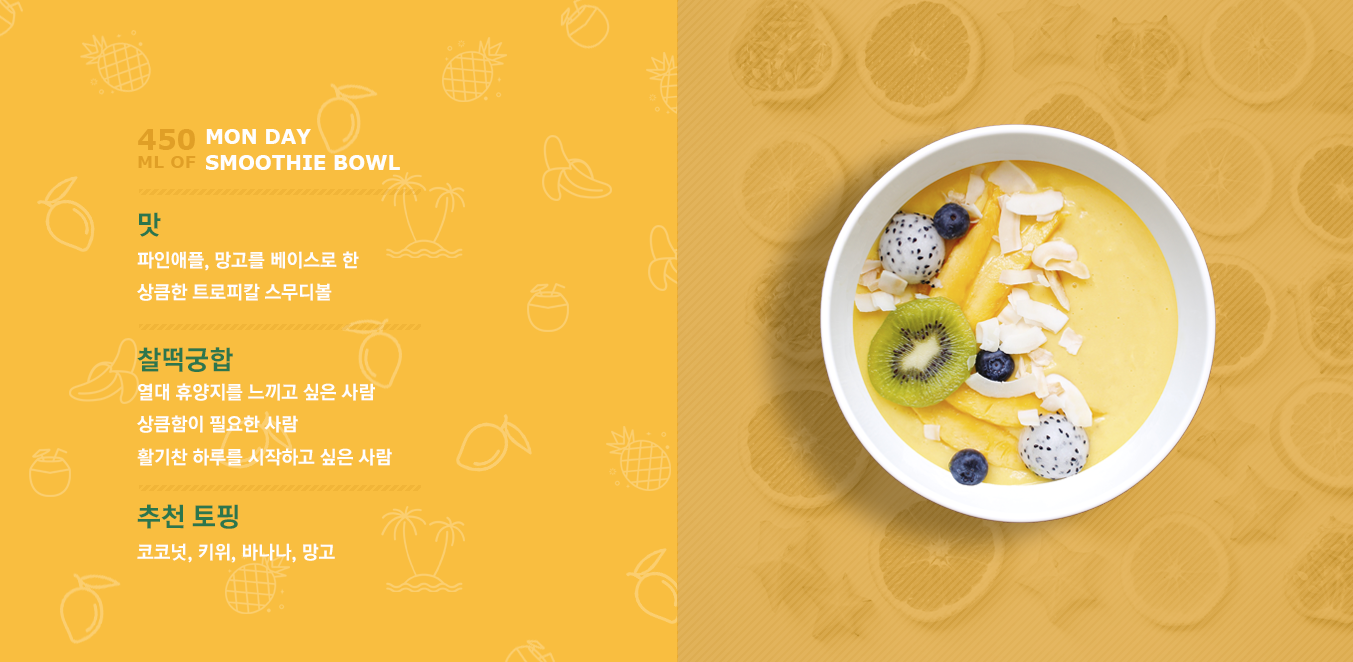 450 MON DAY
ML OF SMOOTHIE BOWL
맛
파인애플, 망고를 베이스로 한
상큼한 트로피칼 스무디볼
찰떡궁합
열대 휴양지를 느끼고 싶은 사람
상큼함이 필요한 사람
활기찬 하루를 시작하고 싶은 사람
추천 토핑
코코넛, 키위, 바나나, 망고